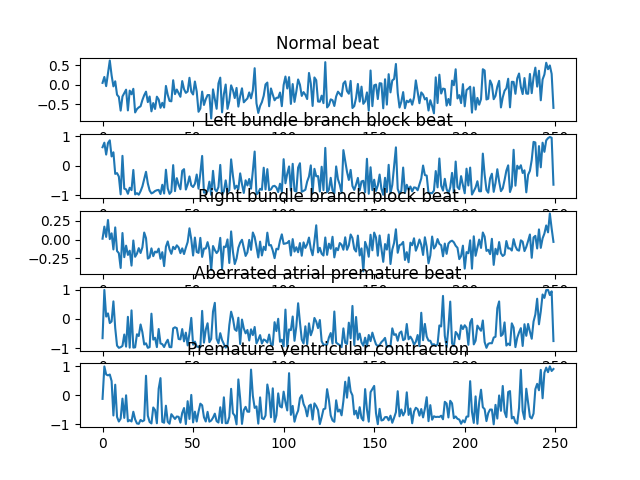 Normal beat
0.5
0.0
−0.5
Left bundle branch block beat
1
0
−1
Right bundle branch block beat
0.25
0.00
−0.25
Aberrated atrial premature beat
1
0
−1
Premature ventricular contraction
1
0
−1
0 50 100 150 200 250